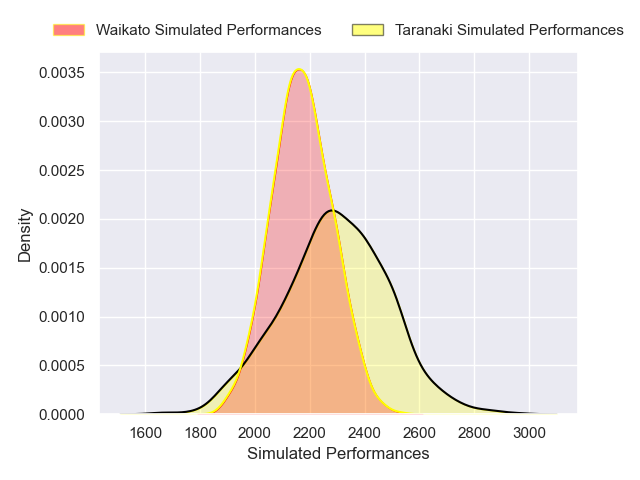 Waikato Simulated Performances Taranaki Simulated Performances
0.0035
0.0030
0.0025
0.0020
0.0015
0.0010
0.0005
0.0000
Density
1600 1800 2000 2200 2400 2600 2800 3000
Simulated Performances